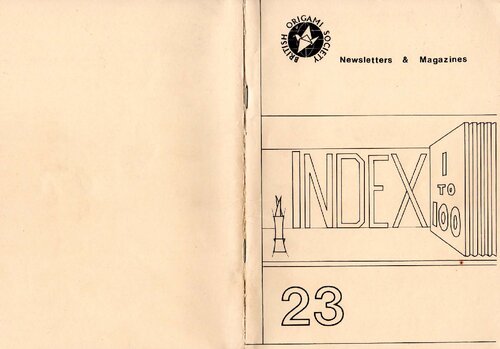 BRITISH ORIGAMI SOCIETY
Newsletters & Magazines
INDEX
1
TO
100
23